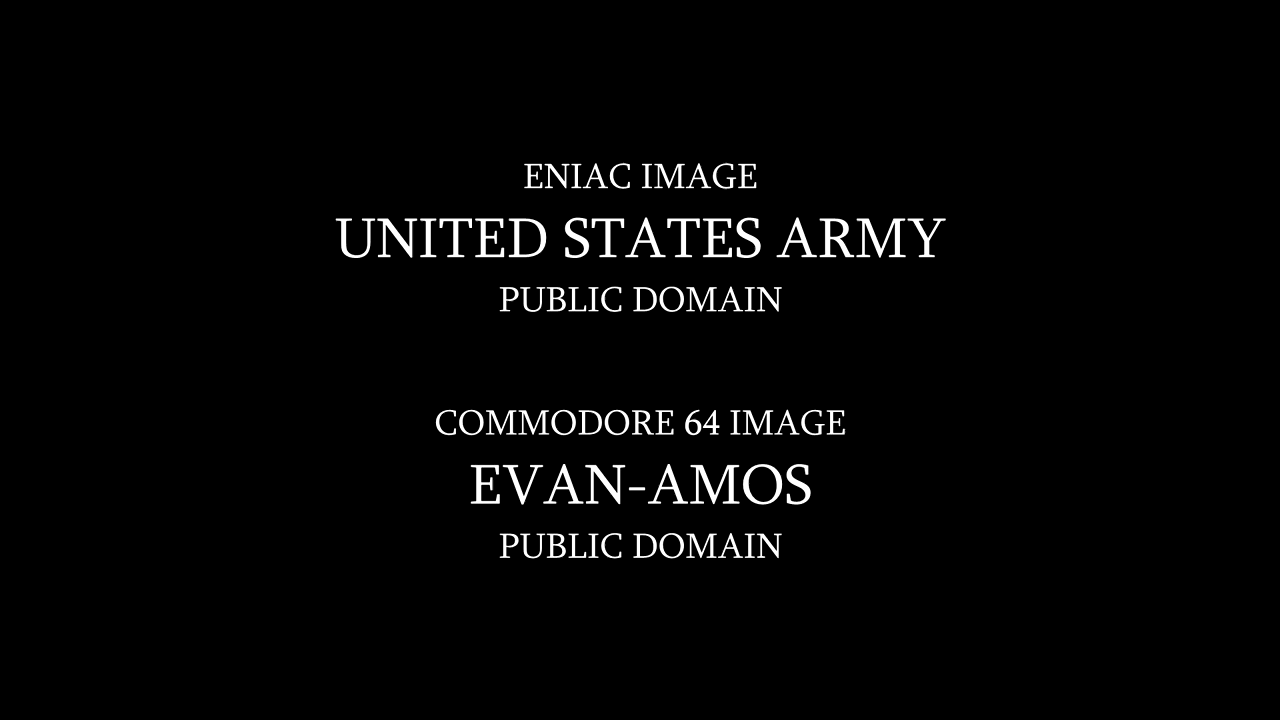 ENIAC IMAGE
UNITED STATES ARMY
PUBLIC DOMAIN
COMMODORE 64 IMAGE
EVAN-AMOS
PUBLIC DOMAIN